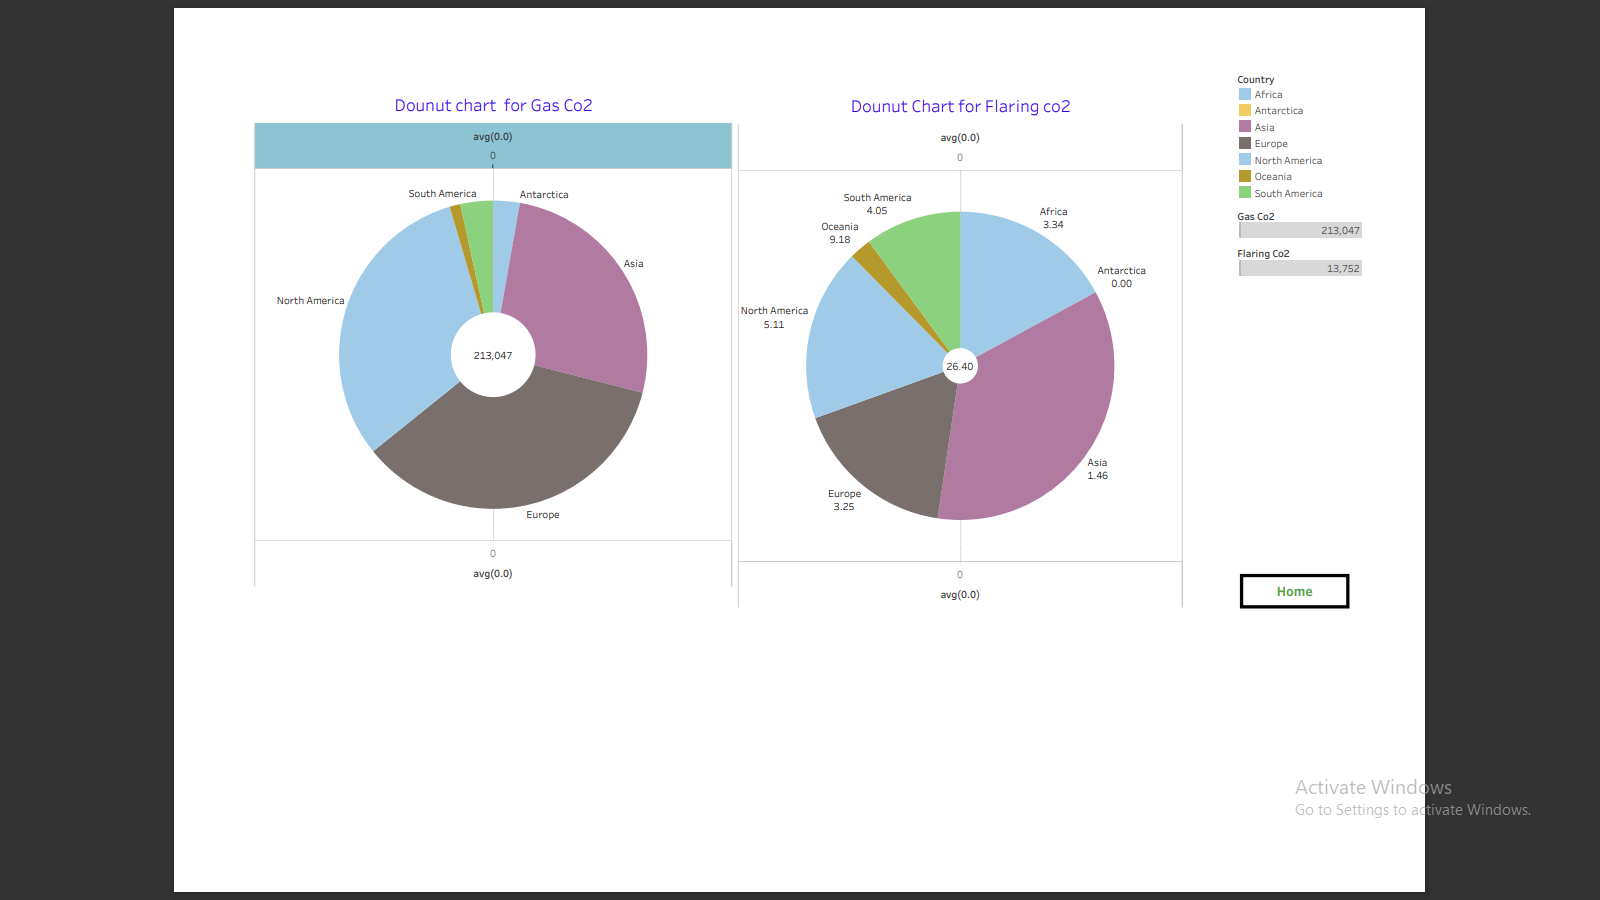 Dounut chart  for Gas Co2
avg(0.0)
0
South America
Antarctica
Asia
North America
213,047
Europe
0
avg(0.0)
Dounut Chart for Flaring co2
avg(0.0)
0
South America
4.05
Africa
3.34
Oceania
9.18
Antarctica
0.00
North America
5.11
26.40
Asia
1.46
Europe
3.25
0
avg(0.0)
Country
Africa
Antarctica
Asia
Europe
North America
Oceania
South America
Gas Co2
213,047
Flaring Co2
13,752
Home
Activate Windows
Go to Settings to activate Windows.